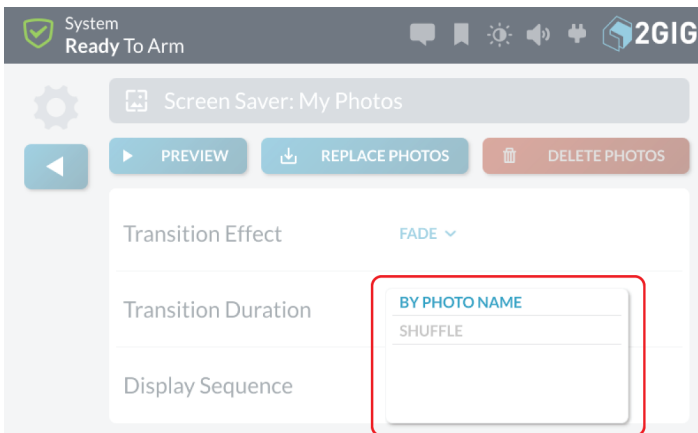 System
Ready To Arm
2GIG
Screen Saver: My Photos
PREVIEW
REPLACE PHOTOS
DELETE PHOTOS
Transition Effect
FADE
Transition Duration
BY PHOTO NAME
SHUFFLE
Display Sequence